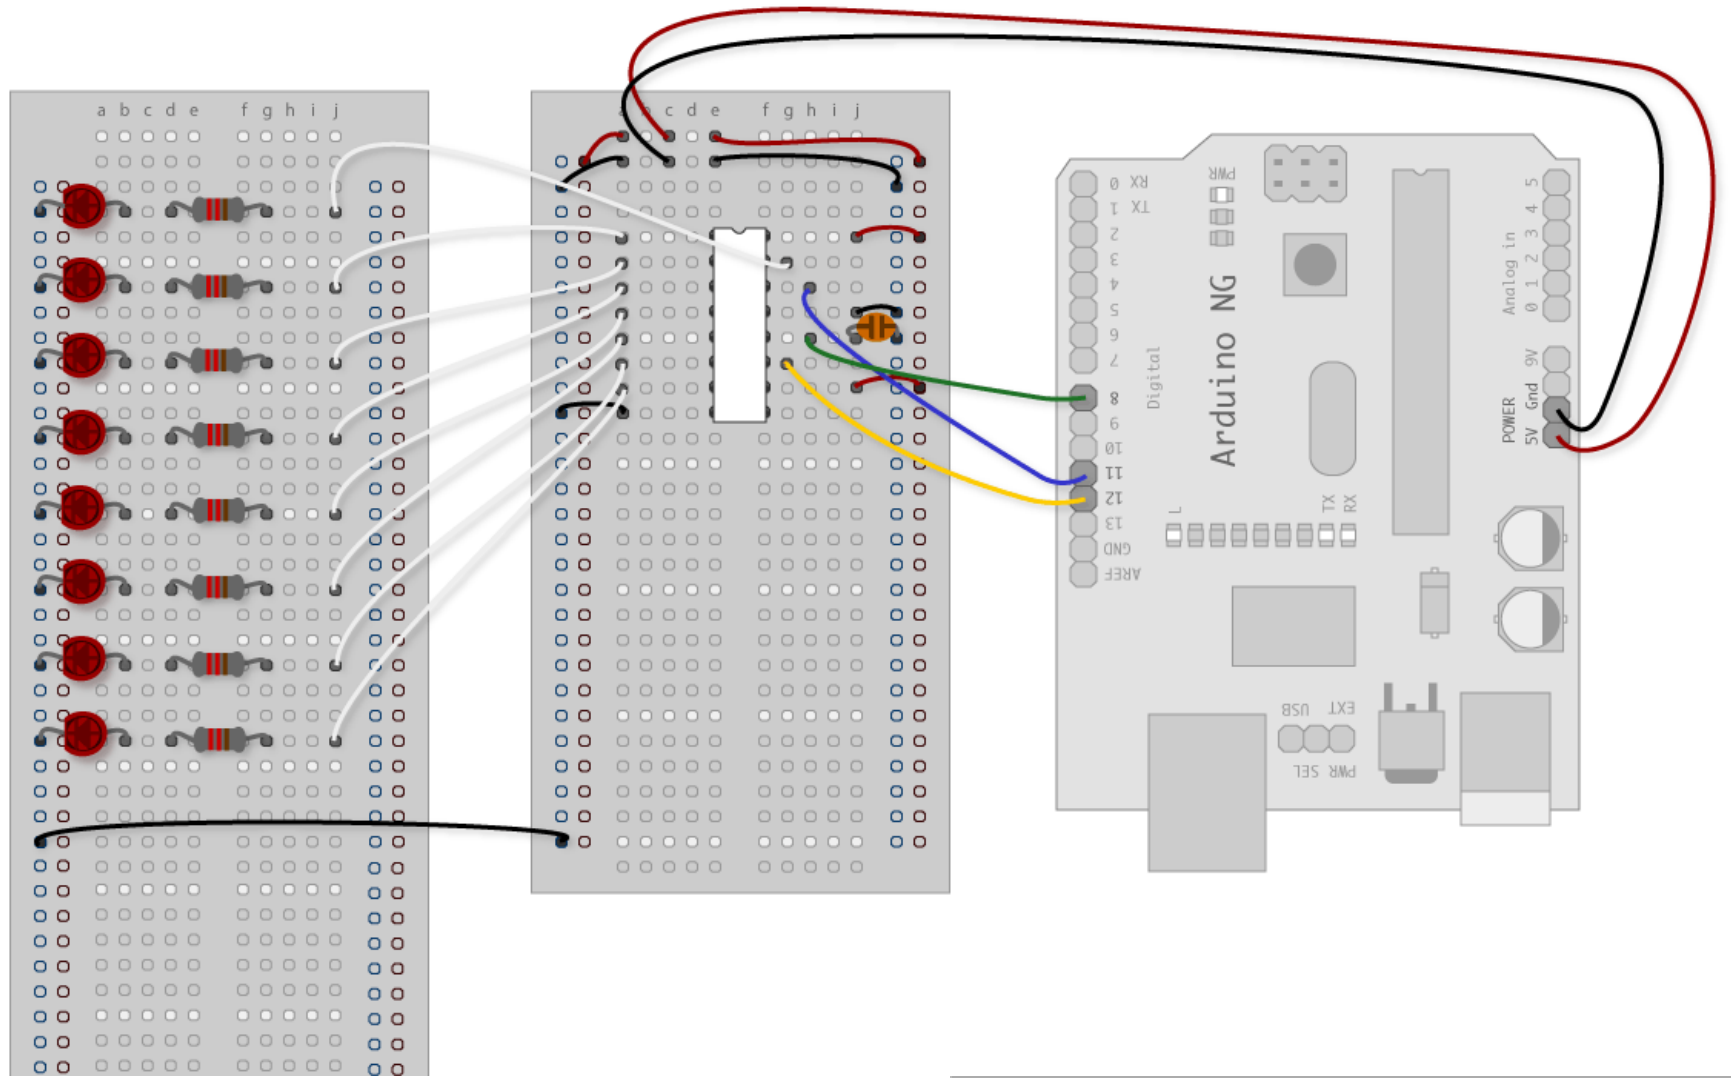 a b c d e f g h i j
a b c d e f g h i j
0 RX
1 TX
2
3
4
5
6
7
8
9
10
11
12
13
GND
AREF
Digital
PWR
Arduino NG
L
TX
RX
5
4
3
2
1
0
Analog in
9V
Gnd
5V
POWER
USB EXT
PWR SEL